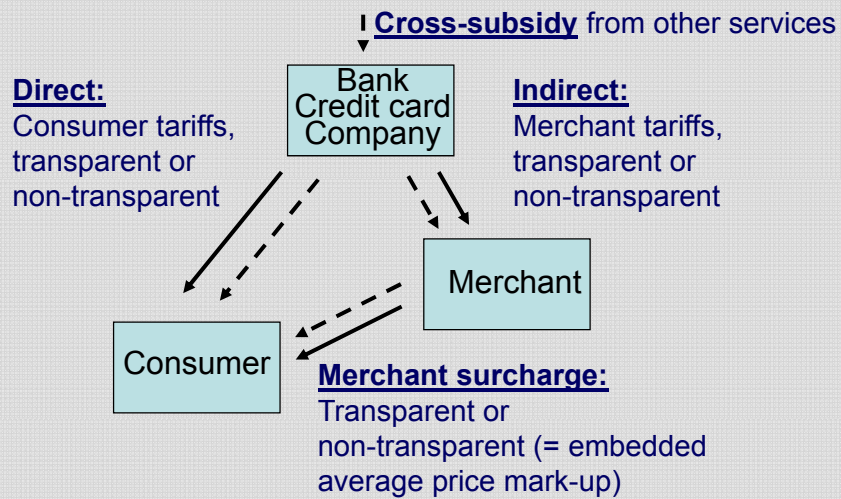 Cross-subsidy from other services
Bank
Credit card
Company
Direct:
Consumer tariffs,
transparent or
non-transparent
Indirect:
Merchant tariffs,
transparent or
non-transparent
Merchant
Consumer
Merchant surcharge:
Transparent or
non-transparent (= embedded
average price mark-up)